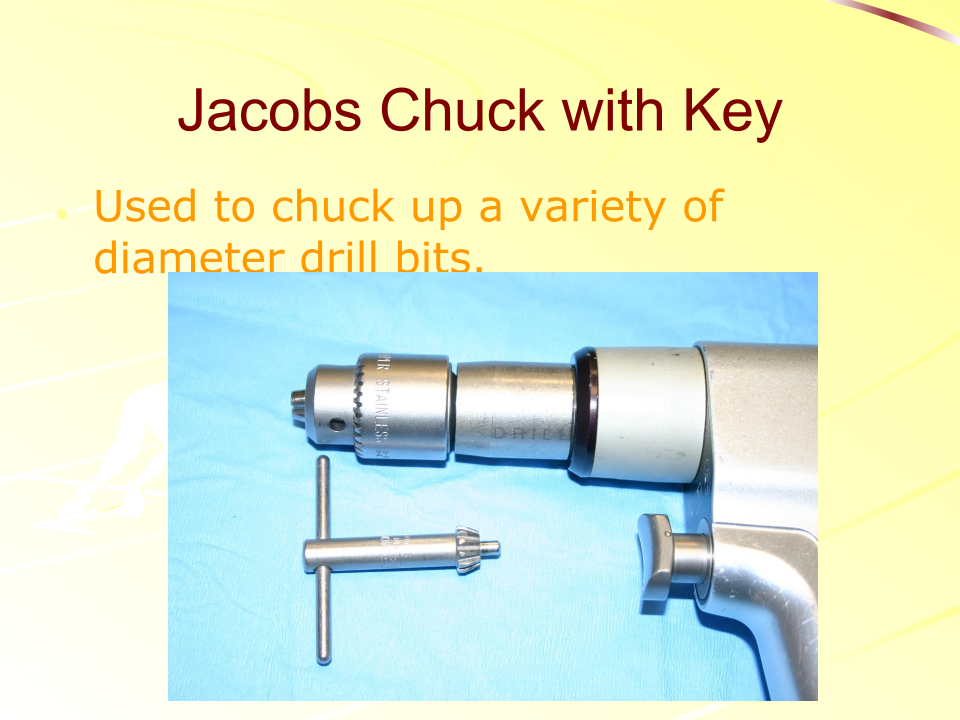 Jacobs Chuck with Key
Used to chuck up a variety of
diameter drill bits.
STAINLESS
DRILL